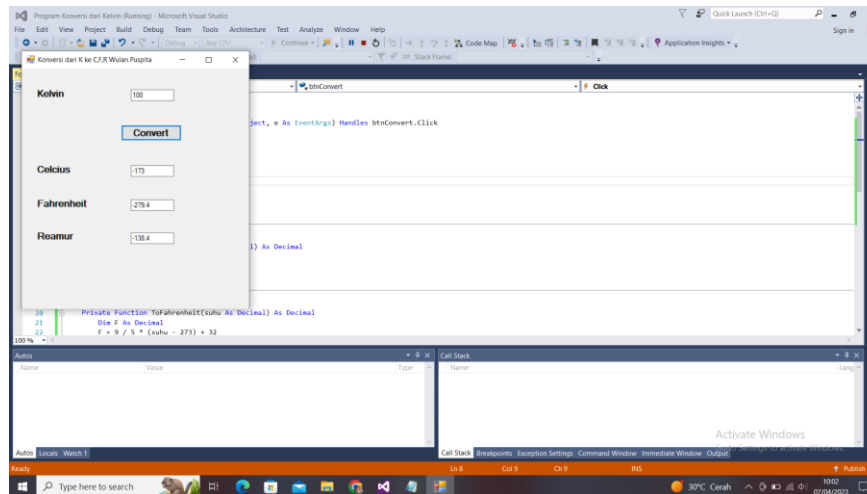 Program Konversi dari Kelvin (Running) - Microsoft Visual Studio
Quick Launch (Ctrl+Q)
File Edit View Project Build Debug Team Tools Architecture Test Analyze Window Help
Sign in
Debug Any CPU Continue Code Map Application Insights
Stack Frame:
Konversi dari K ke C,F,R Wulan Puspita
btnConvert Click
Kelvin 100
ject, e As EventArgs) Handles btnConvert.Click
Convert
Celcius -173
Fahrenheit -279.4
Reamur -138.4
l) As Decimal
20 Private Function ToFahrenheit(suhu As Decimal) As Decimal
21 Dim F As Decimal
22 F = 9 / 5 * (suhu - 273) + 32
100 %
Autos Call Stack
Name Value Type Name Lang
Activate Windows
Go to Settings to activate Windows.
Autos Locals Watch 1 Call Stack Breakpoints Exception Settings Command Window Immediate Window Output
Ready Ln 8 Col 9 Ch 9 INS Publish
Type here to search 30°C Cerah 10:02
07/04/2023